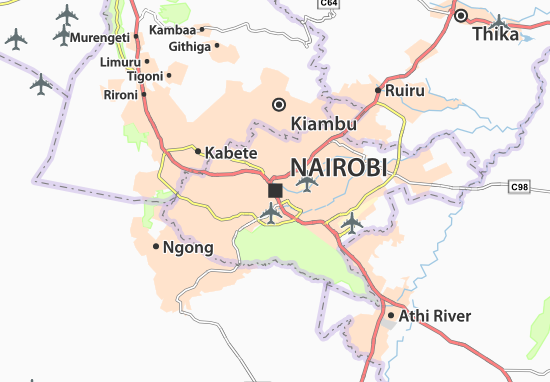 C64
Kambaa
Thika
Murengeti
Githiga
Limuru
Tigoni
Rironi
Ruiru
Kiambu
Kabete
NAIROBI
C98
Ngong
Athi River